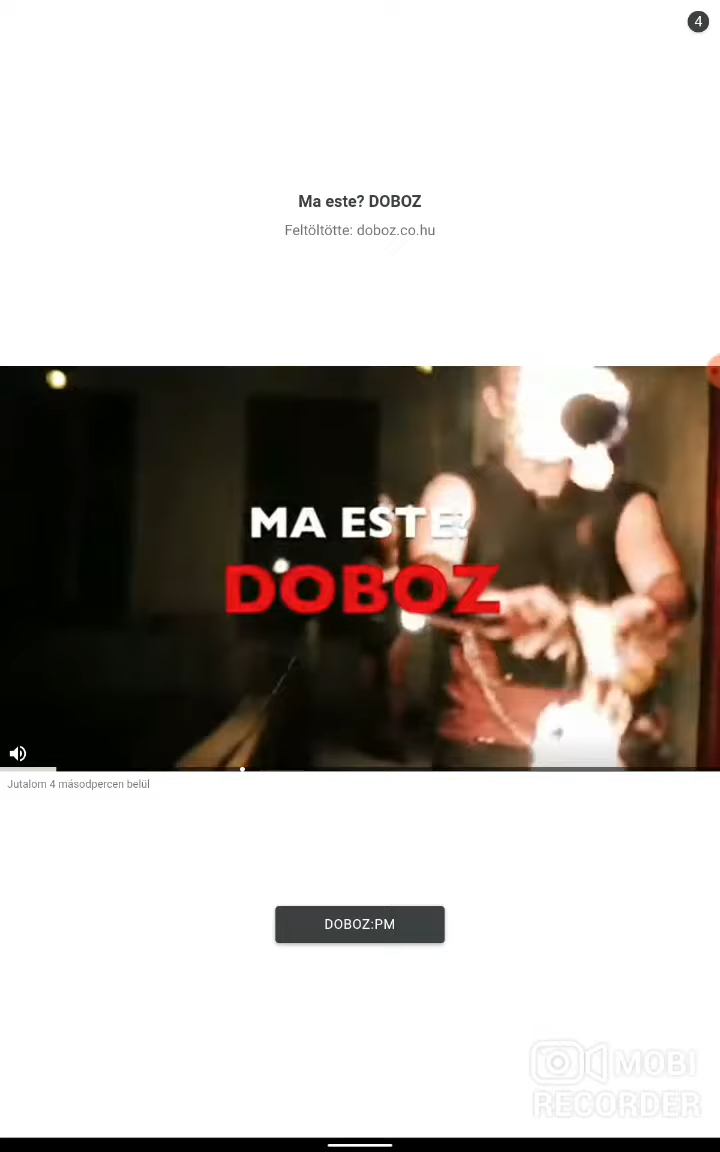 4
Ma este? DOBOZ
Feltöltötte: doboz.co.hu
MA ESTE?
DOBOZ
Jutalom 4 másodpercen belül
DOBOZ:PM
MOBI
RECORDER